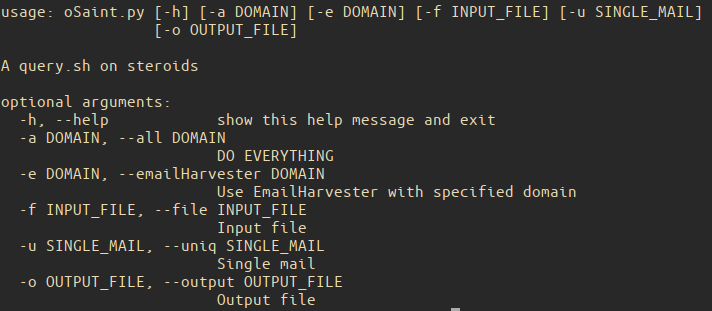 usage: oSaint.py [-h] [-a DOMAIN] [-e DOMAIN] [-f INPUT_FILE] [-u SINGLE_MAIL]
[-o OUTPUT_FILE]
A query.sh on steroids
optional arguments:
-h, --help show this help message and exit
-a DOMAIN, --all DOMAIN
DO EVERYTHING
-e DOMAIN, --emailHarvester DOMAIN
Use EmailHarvester with specified domain
-f INPUT_FILE, --file INPUT_FILE
Input file
-u SINGLE_MAIL, --uniq SINGLE_MAIL
Single mail
-o OUTPUT_FILE, --output OUTPUT_FILE
Output file